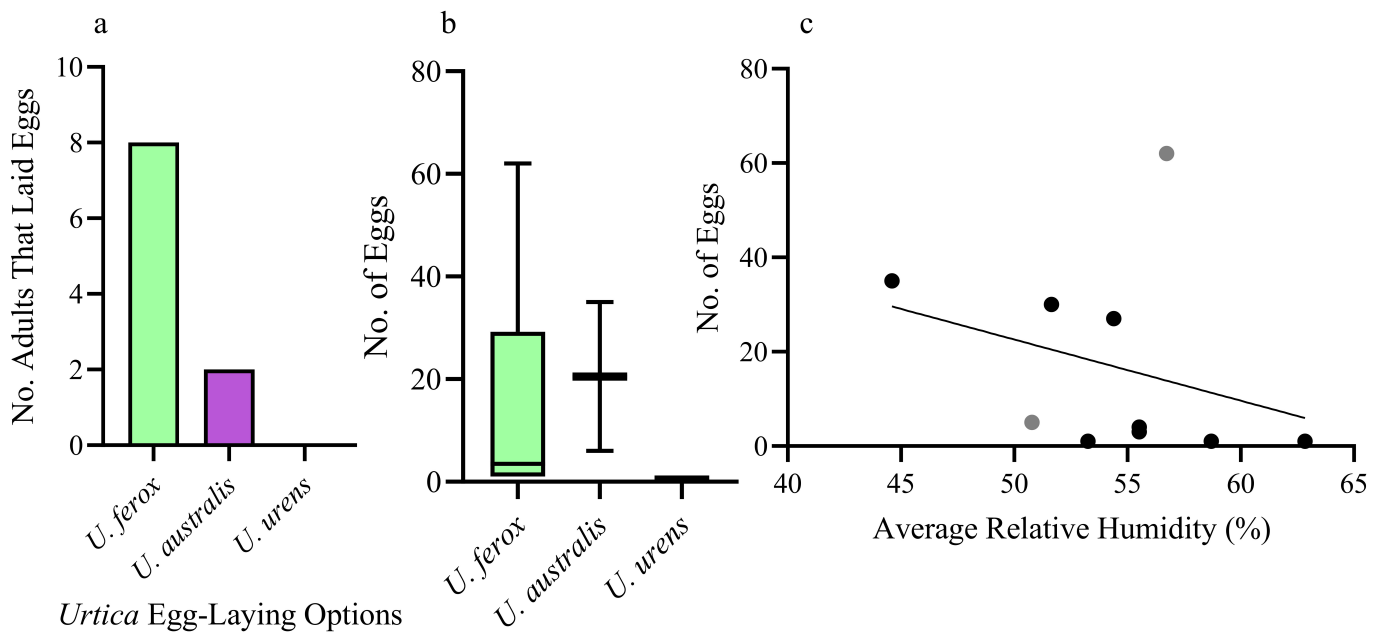 a
No. Adults That Laid Eggs
10
8
6
4
2
0
U. ferox
U. australis
U. urens
Urtica Egg-Laying Options
b
No. of Eggs
80
60
40
20
0
U. ferox
U. australis
U. urens
c
No. of Eggs
80
60
40
20
0
40 45 50 55 60 65
Average Relative Humidity (%)